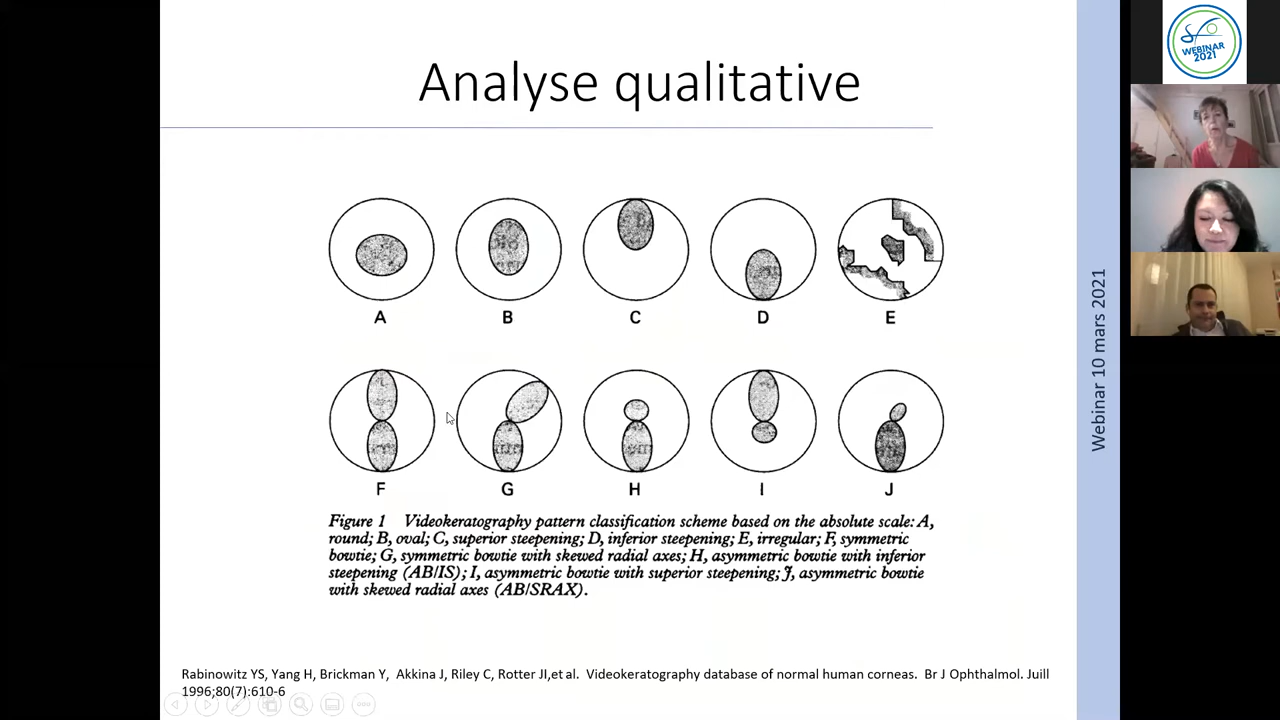 Analyse qualitative
A B C D E
F G H I J
Figure 1 Videokeratography pattern classification scheme based on the absolute scale: A,
round; B, oval; C, superior steepening; D, inferior steepening; E, irregular; F, symmetric
bowtie; G, symmetric bowtie with skewed radial axes; H, asymmetric bowtie with inferior
steepening (AB/IS); I, asymmetric bowtie with superior steepening; J, asymmetric bowtie
with skewed radial axes (AB/SRAX).
Rabinowitz YS, Yang H, Brickman Y, Akkina J, Riley C, Rotter JI,et al. Videokeratography database of normal human corneas. Br J Ophthalmol. Juill
1996;80(7):610-6
Webinar 10 mars 2021
WEBINAR
2021